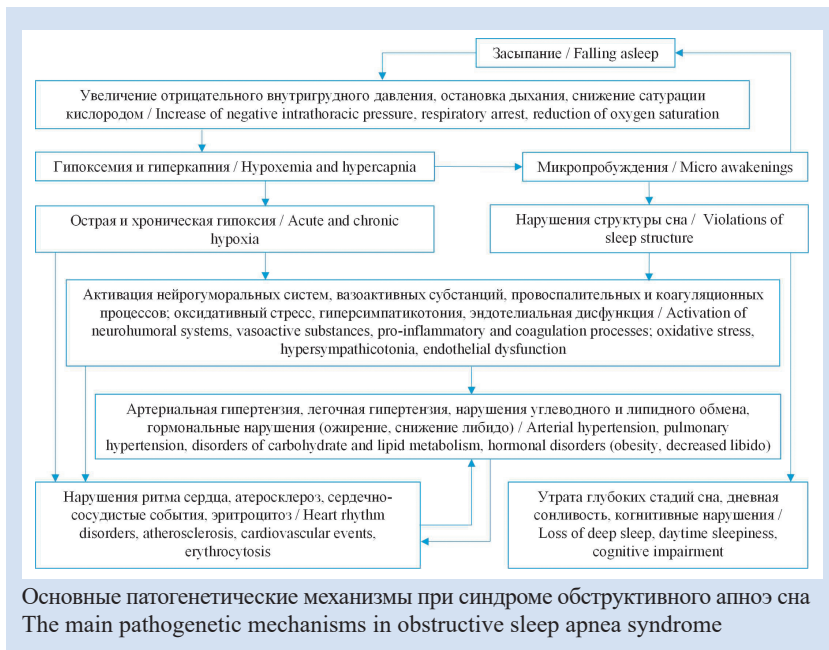 Засыпание / Falling asleep
Увеличение отрицательного внутригрудного давления, остановка дыхания, снижение сатурации
кислородом / Increase of negative intrathoracic pressure, respiratory arrest, reduction of oxygen saturation
Гипоксемия и гиперкапния / Hypoxemia and hypercapnia
Микропробуждения / Micro awakenings
Острая и хроническая гипоксия / Acute and chronic
hypoxia
Нарушения структуры сна / Violations of
sleep structure
Активация нейрогуморальных систем, вазоактивных субстанций, провоспалительных и коагуляционных
процессов; оксидативный стресс, гиперсимпатикотония, эндотелиальная дисфункция / Activation of
neurohumoral systems, vasoactive substances, pro-inflammatory and coagulation processes; oxidative stress,
hypersympathicotonia, endothelial dysfunction
Артериальная гипертензия, легочная гипертензия, нарушения углеводного и липидного обмена,
гормональные нарушения (ожирение, снижение либидо) / Arterial hypertension, pulmonary
hypertension, disorders of carbohydrate and lipid metabolism, hormonal disorders (obesity, decreased libido)
Нарушения ритма сердца, атеросклероз, сердечно-
сосудистые события, эритроцитоз / Heart rhythm
disorders, atherosclerosis, cardiovascular events,
erythrocytosis
Утрата глубоких стадий сна, дневная
сонливость, когнитивные нарушения /
Loss of deep sleep, daytime sleepiness,
cognitive impairment
Основные патогенетические механизмы при синдроме обструктивного апноэ сна
The main pathogenetic mechanisms in obstructive sleep apnea syndrome